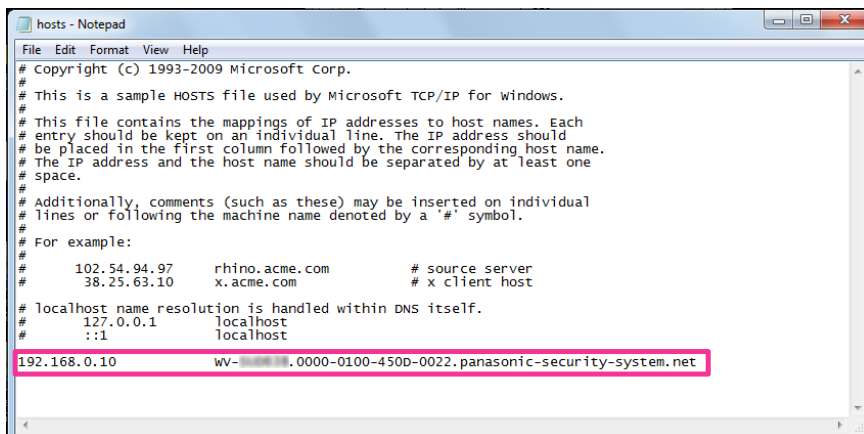 hosts - Notepad
File Edit Format View Help
# Copyright (c) 1993-2009 Microsoft Corp.
#
# This is a sample HOSTS file used by Microsoft TCP/IP for Windows.
#
# This file contains the mappings of IP addresses to host names. Each
# entry should be kept on an individual line. The IP address should
# be placed in the first column followed by the corresponding host name.
# The IP address and the host name should be separated by at least one
# space.
#
# Additionally, comments (such as these) may be inserted on individual
# lines or following the machine name denoted by a '#' symbol.
#
# For example:
#
# 102.54.94.97 rhino.acme.com # source server
# 38.25.63.10 x.acme.com # x client host
# localhost name resolution is handled within DNS itself.
# 127.0.0.1 localhost
# ::1 localhost
192.168.0.10 WV- .0000-0100-450D-0022.panasonic-security-system.net